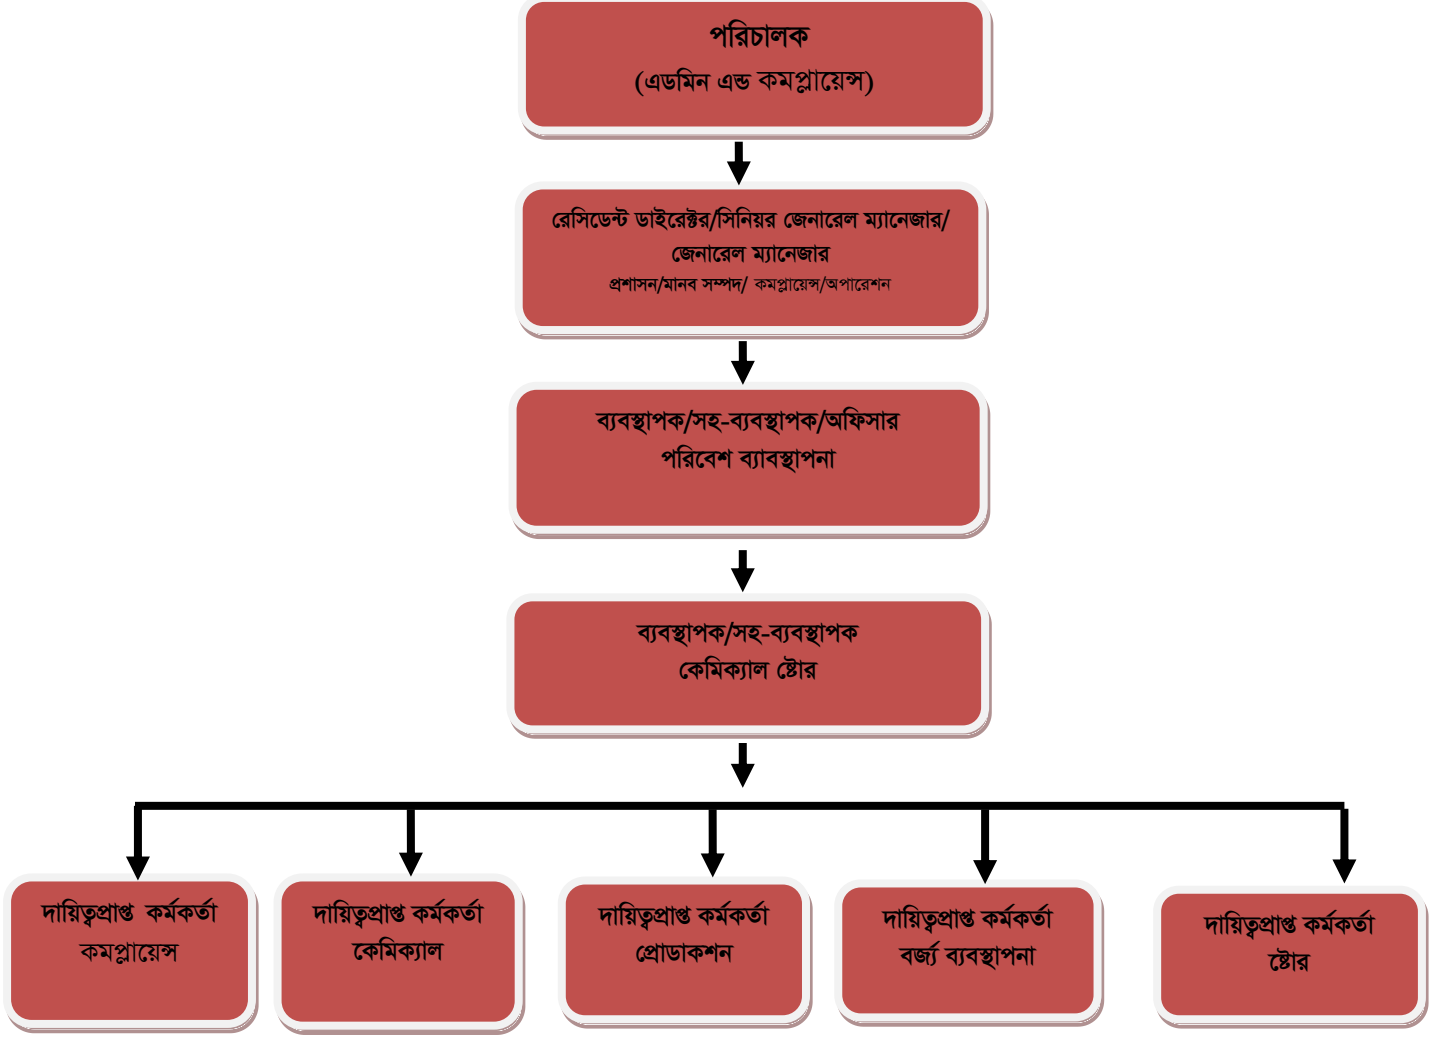 পরিচালক
(এডমিন এন্ড কমপ্লায়েন্স)
রেসিডেন্ট ডাইরেক্টর/সিনিয়র জেনারেল ম্যানেজার/
জেনারেল ম্যানেজার
প্রশাসন/মানব সম্পদ/ কমপ্লায়েন্স/অপারেশন
ব্যবস্থাপক/সহ-ব্যবস্থাপক/অফিসার
পরিবেশ ব্যাবস্থাপনা
ব্যবস্থাপক/সহ-ব্যবস্থাপক
কেমিক্যাল ষ্টোর
দায়িত্বপ্রাপ্ত কর্মকর্তা
কমপ্লায়েন্স
দায়িত্বপ্রাপ্ত কর্মকর্তা
কেমিক্যাল
দায়িত্বপ্রাপ্ত কর্মকর্তা
প্রোডাকশন
দায়িত্বপ্রাপ্ত কর্মকর্তা
বর্জ্য ব্যবস্থাপনা
দায়িত্বপ্রাপ্ত কর্মকর্তা
ষ্টোর